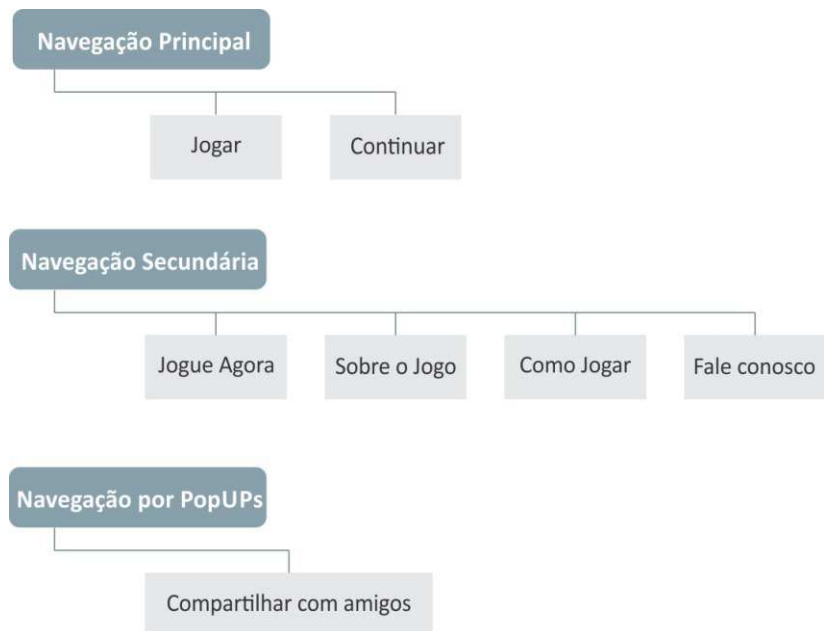 Navegação Principal
Jogar
Continuar
Navegação Secundária
Jogue Agora
Sobre o Jogo
Como Jogar
Fale conosco
Navegação por PopUPs
Compartilhar com amigos